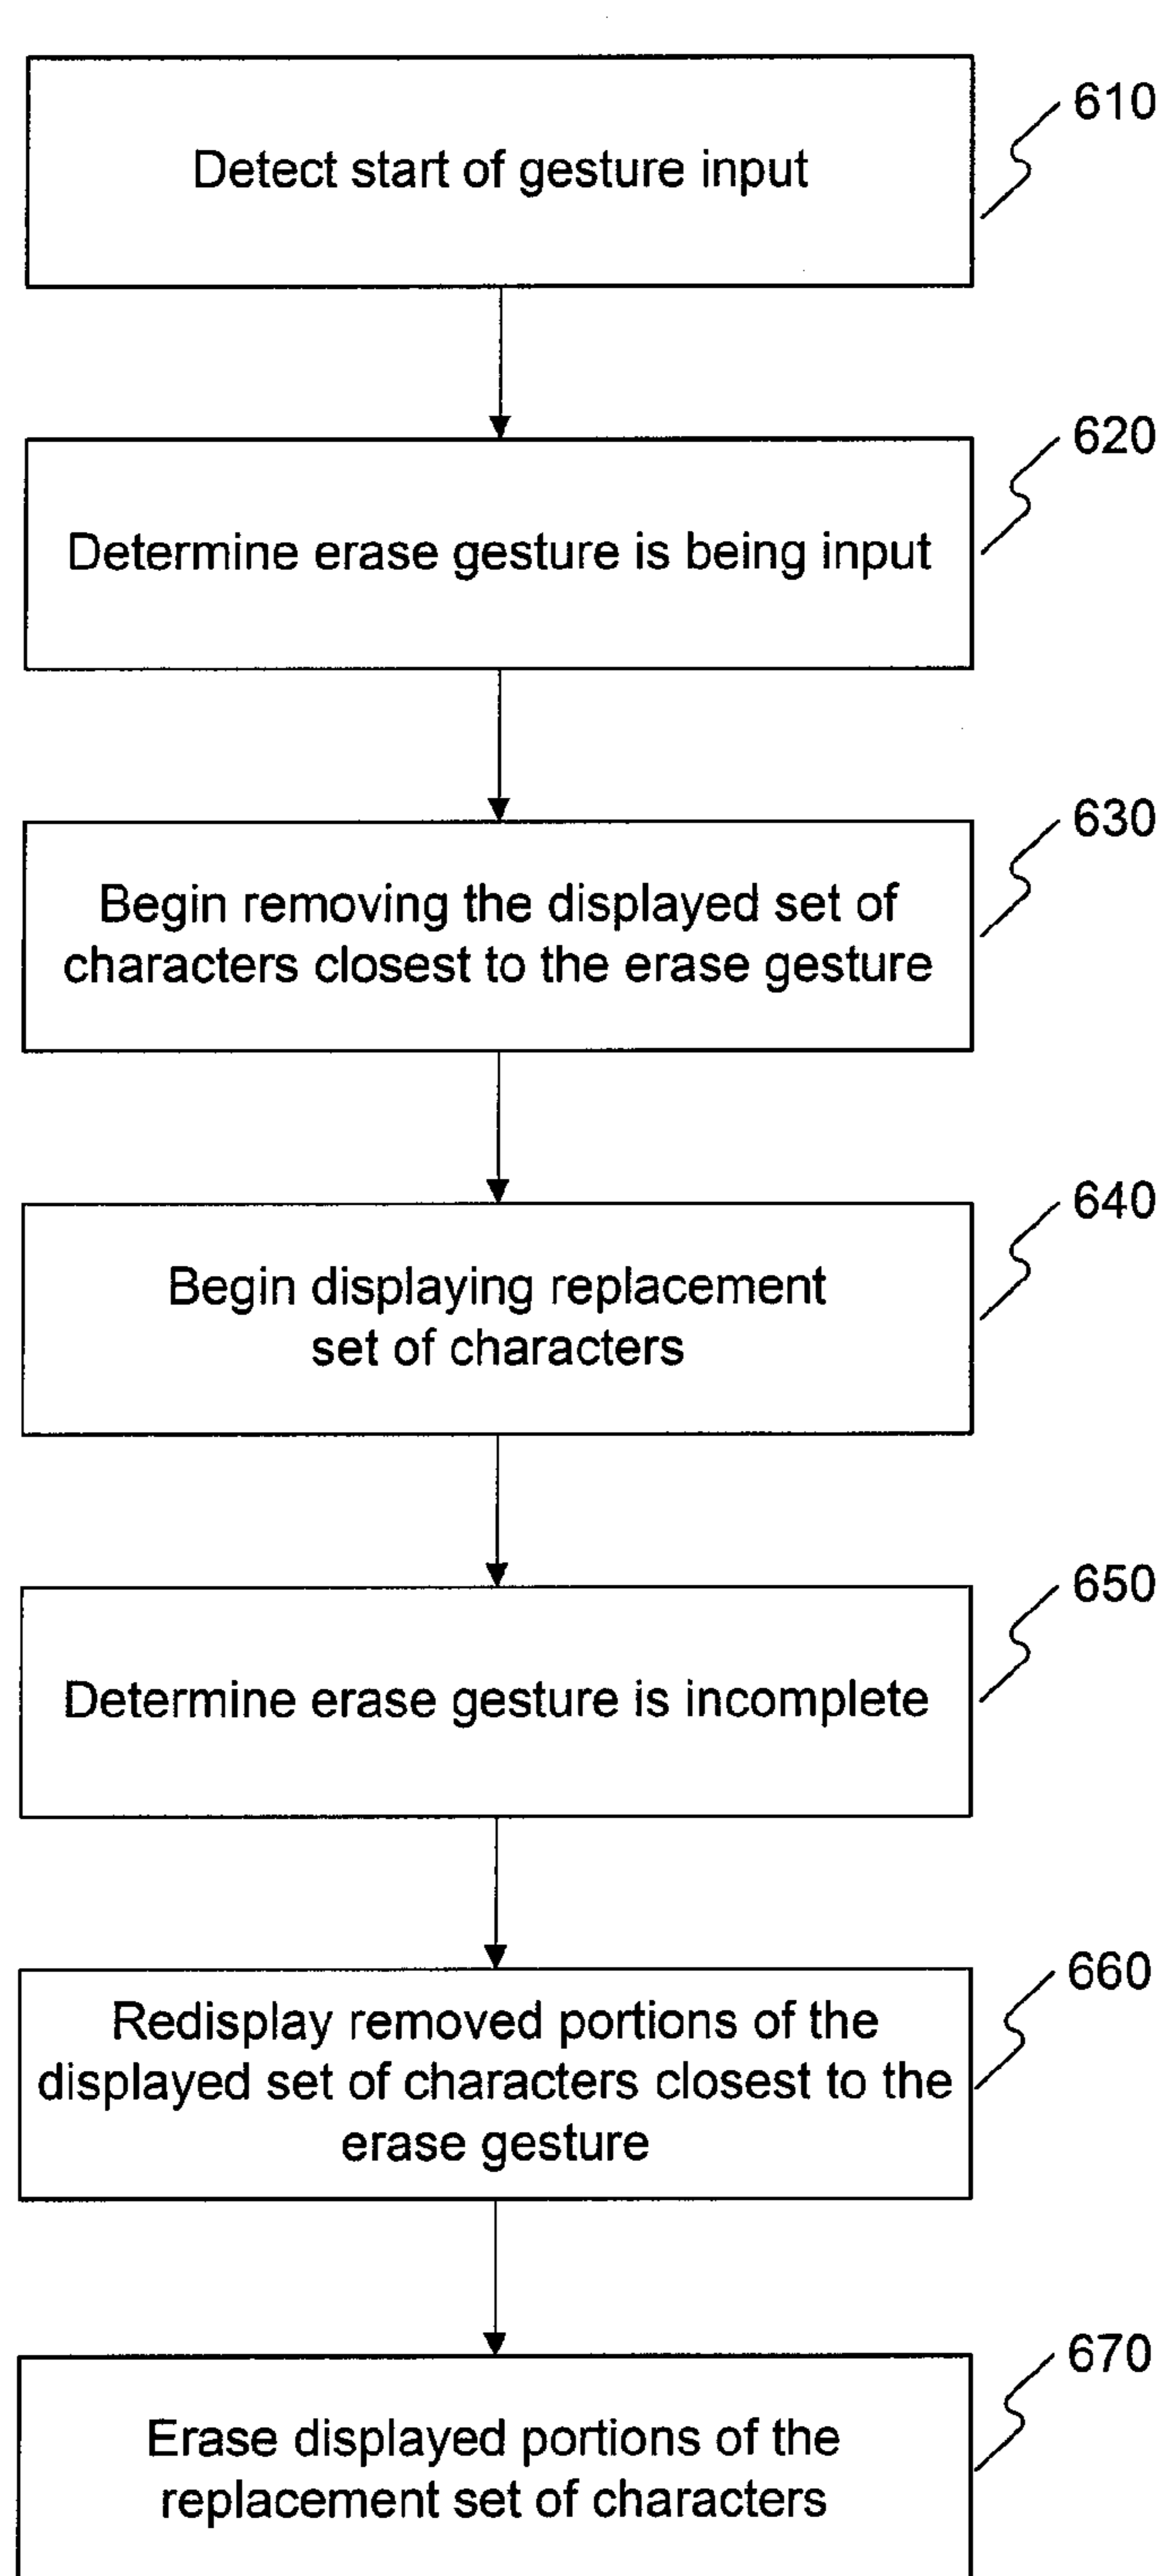 610
Detect start of gesture input
620
Determine erase gesture is being input
630
Begin removing the displayed set of
characters closest to the erase gesture
640
Begin displaying replacement
set of characters
650
Determine erase gesture is incomplete
660
Redisplay removed portions of the
displayed set of characters closest to the
erase gesture
670
Erase displayed portions of the
replacement set of characters